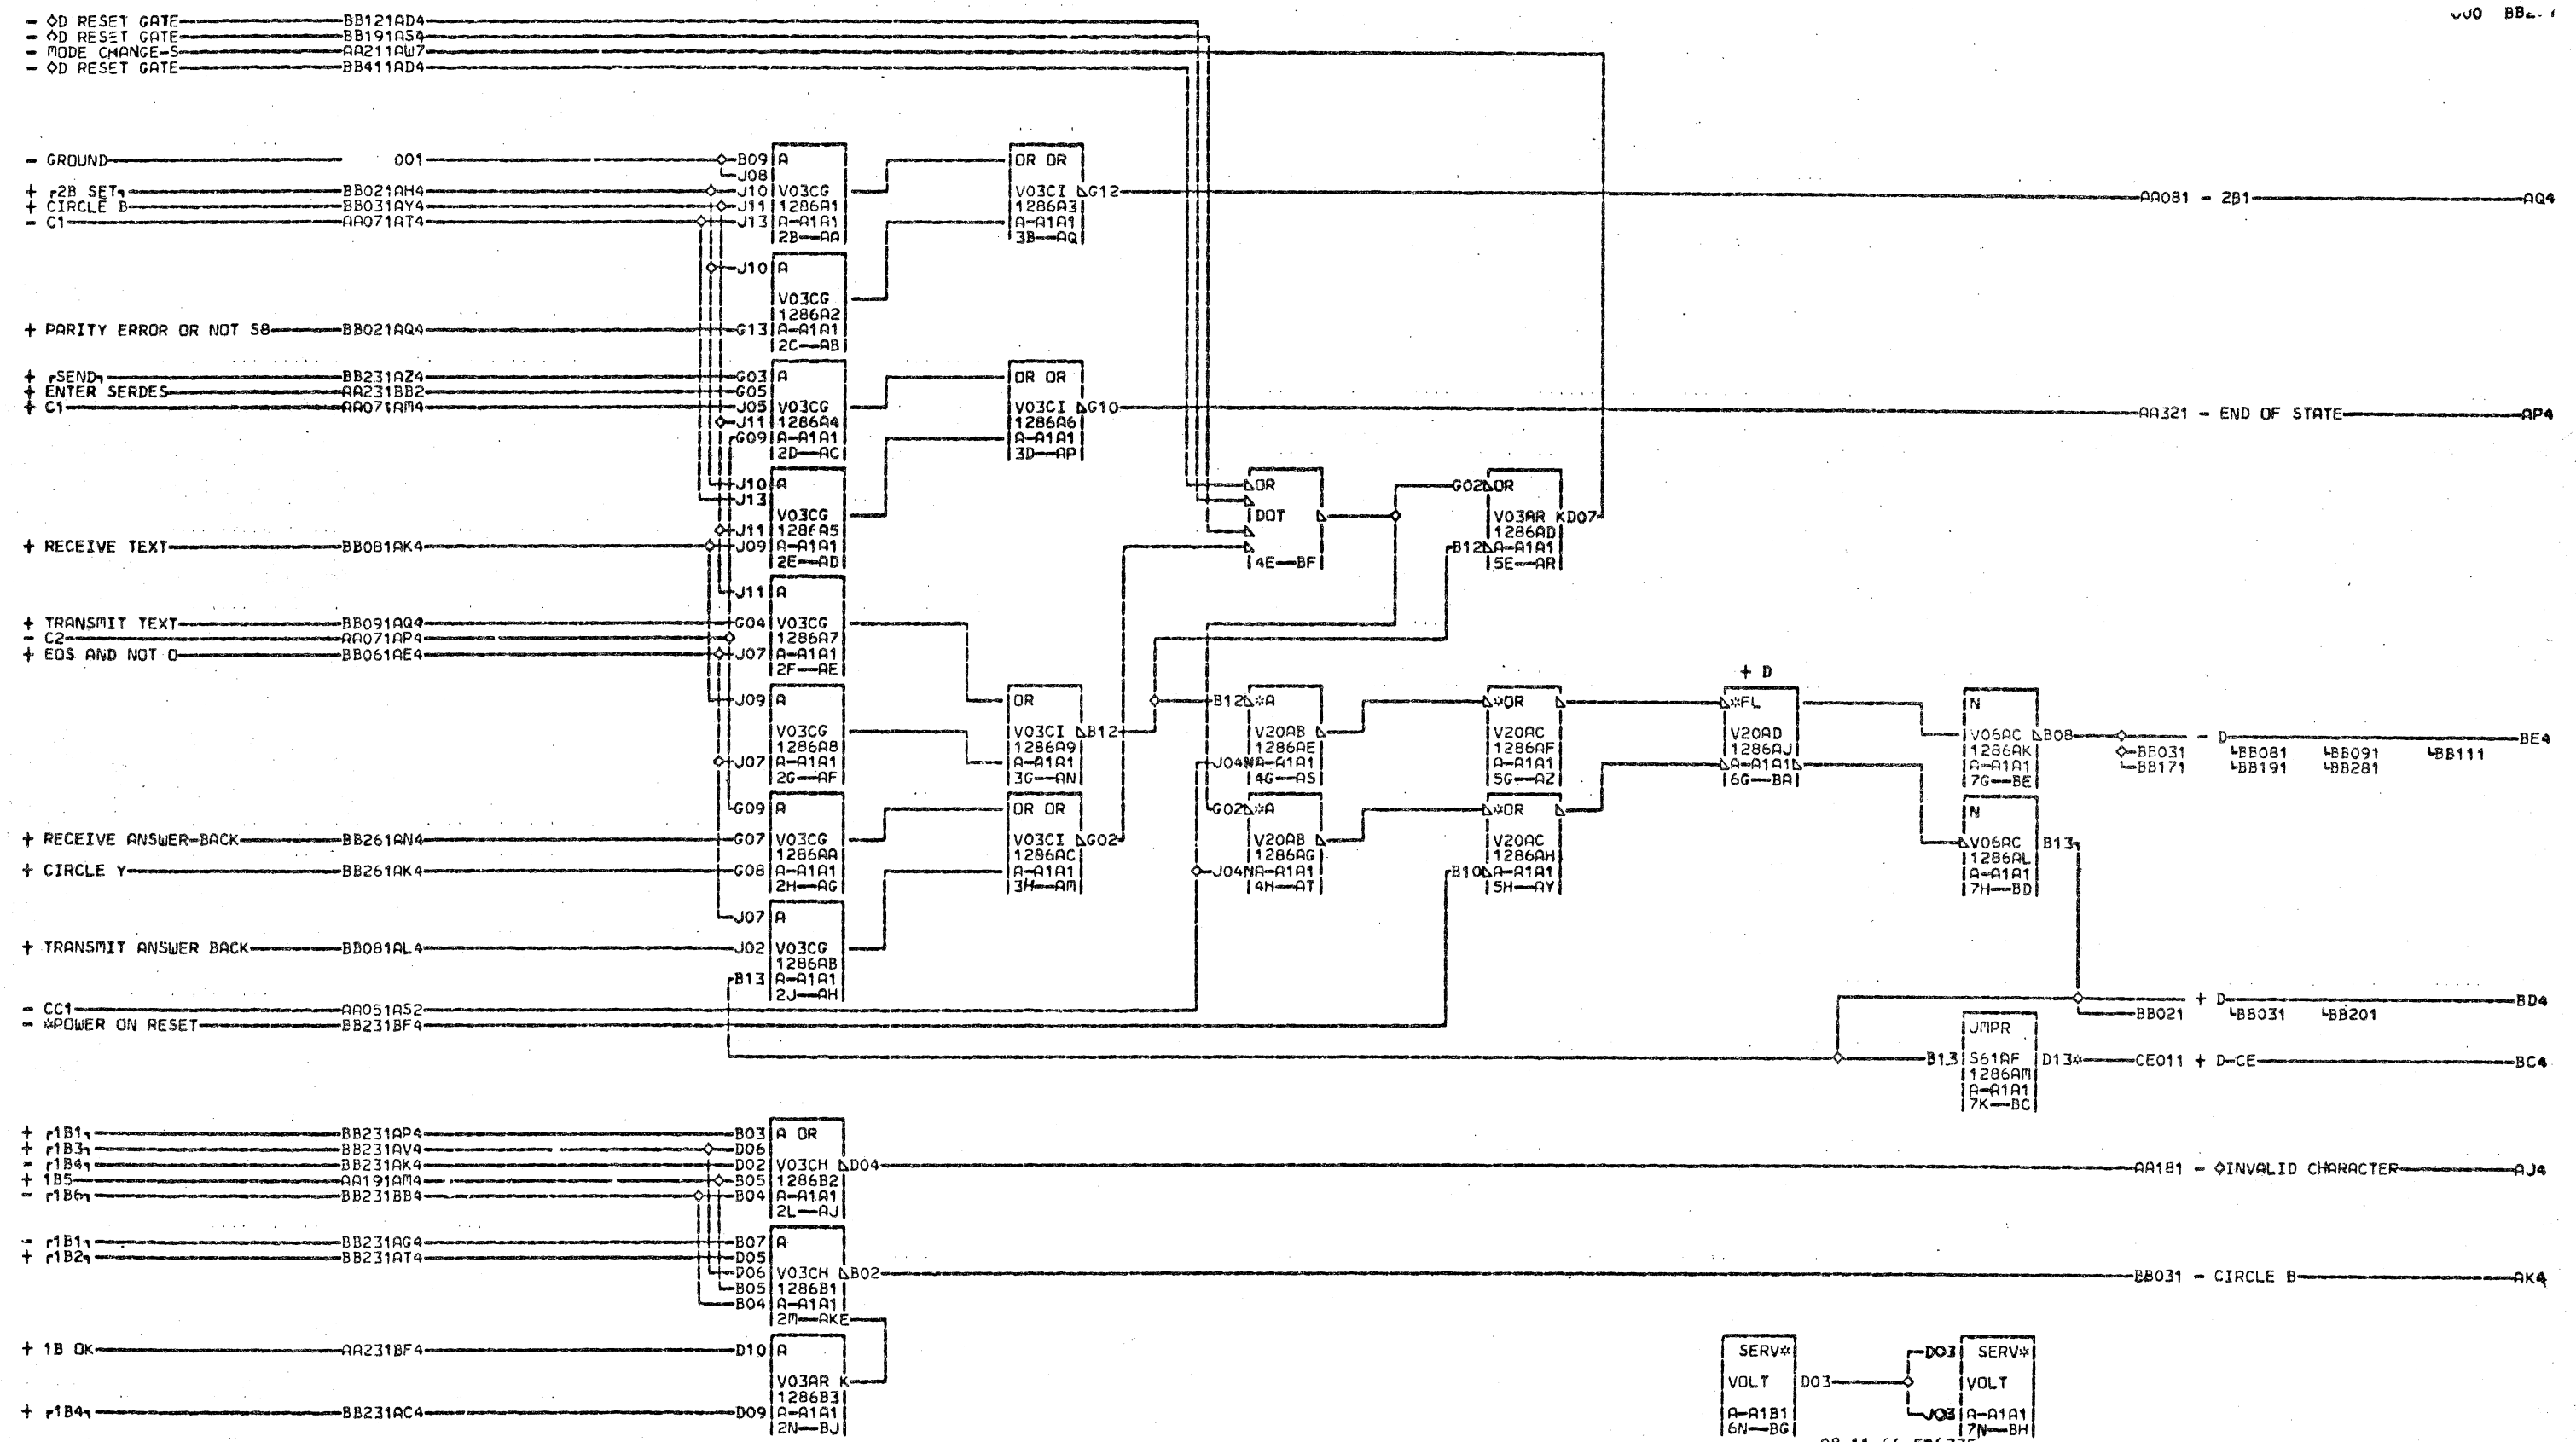 BB2
- ◇D RESET GATE BB121AD4
- ◇D RESET GATE BB191AS4
- MODE CHANGE-S AA211AW7
- ◇D RESET GATE BB411AD4
- GROUND 001 B09 A OR OR
J08
+ ┌2B SET┐ BB021AH4 J10 V03CG V03CI G12 AA081 - 2B1 AQ4
+ CIRCLE B BB031AY4 J11 1286A1 1286A3
- C1 AA071AT4 J13 A-A1A1 A-A1A1
2B--AA 3B--AQ
J10 A
V03CG
1286A2
+ PARITY ERROR OR NOT S8 BB021AQ4 G13 A-A1A1
2C--AB
+ ┌SEND┐ BB231AZ4 G03 A OR OR
+ ENTER SERDES AA231BB2 G05
+ C1 AA071AM4 J05 V03CG V03CI G10 AA321 - END OF STATE AP4
J11 1286A4 1286A6
G09 A-A1A1 A-A1A1
2D--AC 3D--AP
J10 A OR G02 OR
J13
V03CG DOT V03AR KD07
J11 1286A5 1286AD
+ RECEIVE TEXT BB081AK4 J09 A-A1A1 B12 A-A1A1
2E--AD 4E--BF 5E--AR
J11 A
+ TRANSMIT TEXT BB091AQ4 G04 V03CG
- C2 AA071AP4 1286A7
+ EOS AND NOT O BB061AE4 J07 A-A1A1
2F--AE + D
J09 A OR B12 *A *OR *FL N
V03CG V03CI B12 V20AB V20AC V20AD V06AC B08 - D BE4
1286A8 1286A9 1286AE 1286AF 1286AJ 1286AK BB031 BB081 BB091 BB111
J07 A-A1A1 A-A1A1 J04NA-A1A1 A-A1A1 A-A1A1 A-A1A1 BB171 BB191 BB281
2G--AF 3G--AN 4G--AS 5G--AZ 6G--BA 7G--BE
G09 A OR OR G02 *A *OR N
+ RECEIVE ANSWER-BACK BB261AN4 G07 V03CG V03CI G02 V20AB V20AC V06AC B13
1286AA 1286AC 1286AG 1286AH 1286AL
+ CIRCLE Y BB261AK4 G08 A-A1A1 A-A1A1 J04NA-A1A1 B10 A-A1A1 A-A1A1
2H--AG 3H--AM 4H--AT 5H--AY 7H--BD
J07 A
+ TRANSMIT ANSWER BACK BB081AL4 J02 V03CG
1286AB
B13 A-A1A1
2J--AH
- CC1 AA051AS2 + D BD4
- *POWER ON RESET BB231BF4 BB021 BB031 BB201
JMPR
B13 S61AF D13* CE011 + D-CE BC4
1286AM
A-A1A1
7K--BC
+ ┌1B1┐ BB231AP4 B03 A OR
+ ┌1B3┐ BB231AV4 D06
- ┌1B4┐ BB231AK4 D02 V03CH D04 AA181 - ◇INVALID CHARACTER AJ4
+ 1B5 AA191AM4 B05 1286B2
- ┌1B6┐ BB231BB4 B04 A-A1A1
2L--AJ
- ┌1B1┐ BB231AG4 B07 A
+ ┌1B2┐ BB231AT4 D05
D06 V03CH B02 BB031 - CIRCLE B AK4
B05 1286B1
B04 A-A1A1
2M--AKE
+ 1B OK AA231BF4 D10 A SERV* D03 SERV*
V03AR K VOLT D03 VOLT
1286B3
+ ┌1B4┐ BB231AC4 D09 A-A1A1 A-A1B1 J03 A-A1A1
2N--BJ 6N--BG 7N--BH